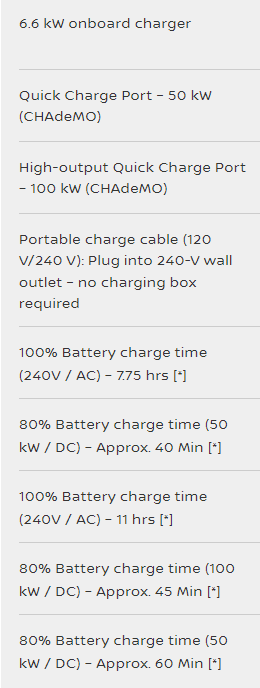 6.6 kW onboard charger
Quick Charge Port – 50 kW
(CHAdeMO)
High-output Quick Charge Port
– 100 kW (CHAdeMO)
Portable charge cable (120
V/240 V): Plug into 240-V wall
outlet – no charging box
required
100% Battery charge time
(240V / AC) – 7.75 hrs [*]
80% Battery charge time (50
kW / DC) – Approx. 40 Min [*]
100% Battery charge time
(240V / AC) – 11 hrs [*]
80% Battery charge time (100
kW / DC) – Approx. 45 Min [*]
80% Battery charge time (50
kW / DC) – Approx. 60 Min [*]